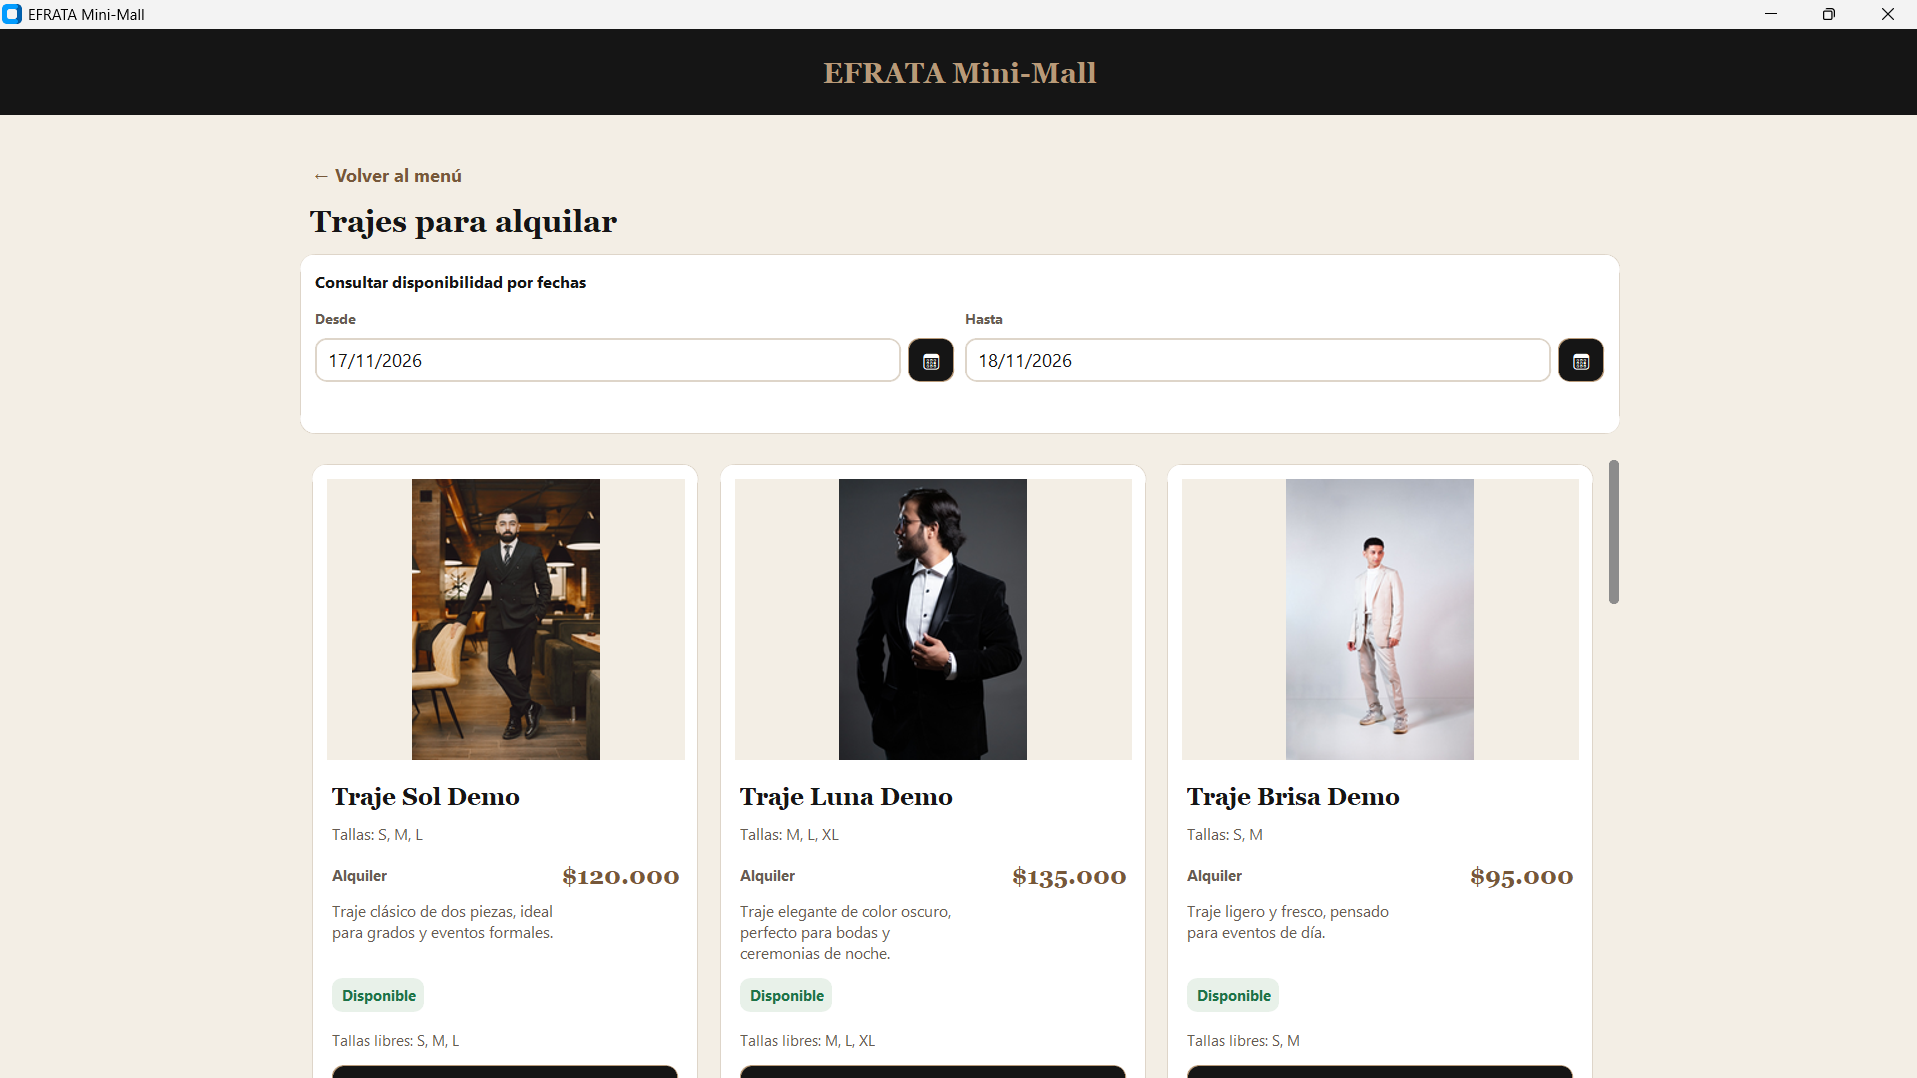 EFRATA Mini-Mall
EFRATA Mini-Mall
← Volver al menú
Trajes para alquilar
Consultar disponibilidad por fechas
Desde
Hasta
17/11/2026
18/11/2026
Traje Sol Demo
Tallas: S, M, L
Alquiler $120.000
Traje clásico de dos piezas, ideal
para grados y eventos formales.
Disponible
Tallas libres: S, M, L
Traje Luna Demo
Tallas: M, L, XL
Alquiler $135.000
Traje elegante de color oscuro,
perfecto para bodas y
ceremonias de noche.
Disponible
Tallas libres: M, L, XL
Traje Brisa Demo
Tallas: S, M
Alquiler $95.000
Traje ligero y fresco, pensado
para eventos de día.
Disponible
Tallas libres: S, M